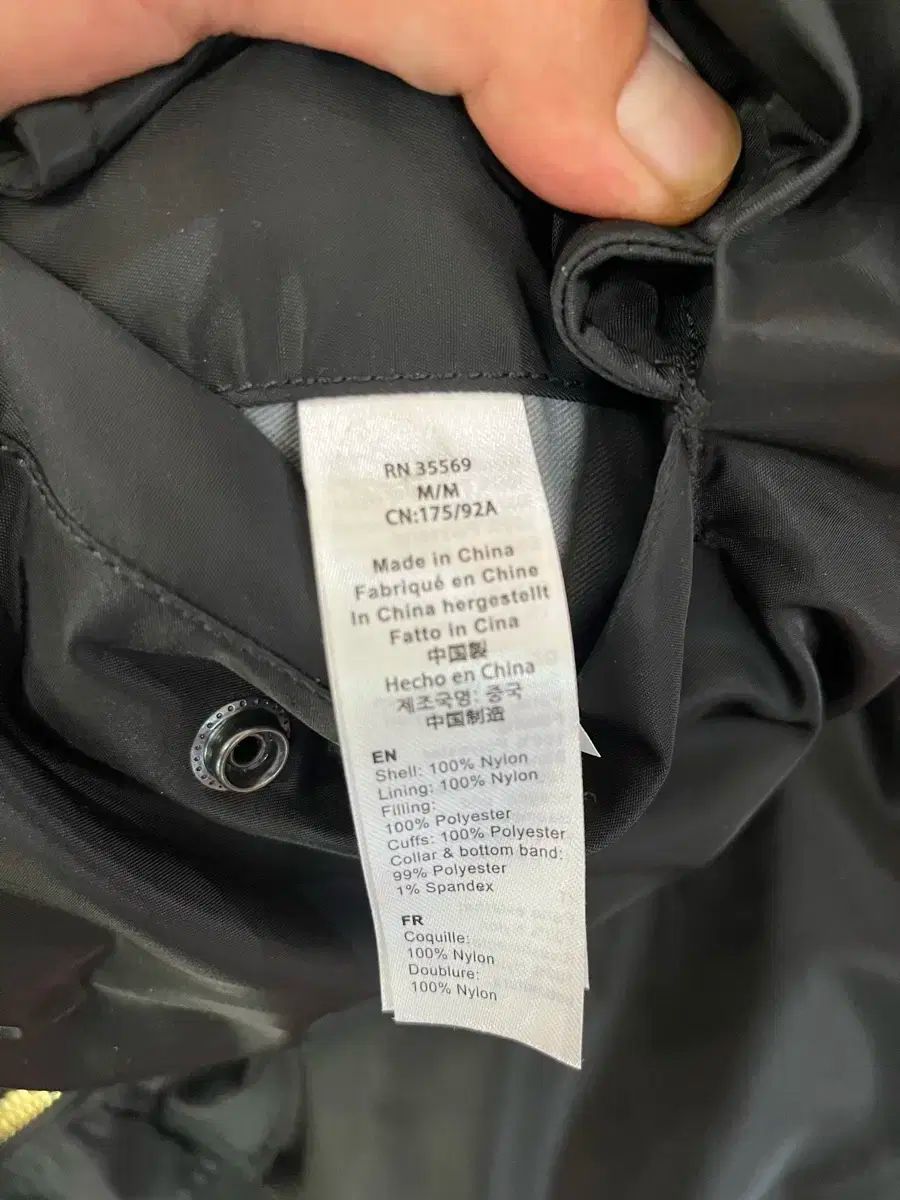 RN 35569
M/M
CN:175/92A
Made in China
Fabriqué en Chine
In China hergestellt
Fatto in Cina
中国製
Hecho en China
제조국명: 중국
中国制造
EN
Shell: 100% Nylon
Lining: 100% Nylon
Filling:
100% Polyester
Cuffs: 100% Polyester
Collar & bottom band:
99% Polyester
1% Spandex
FR
Coquille:
100% Nylon
Doublure:
100% Nylon